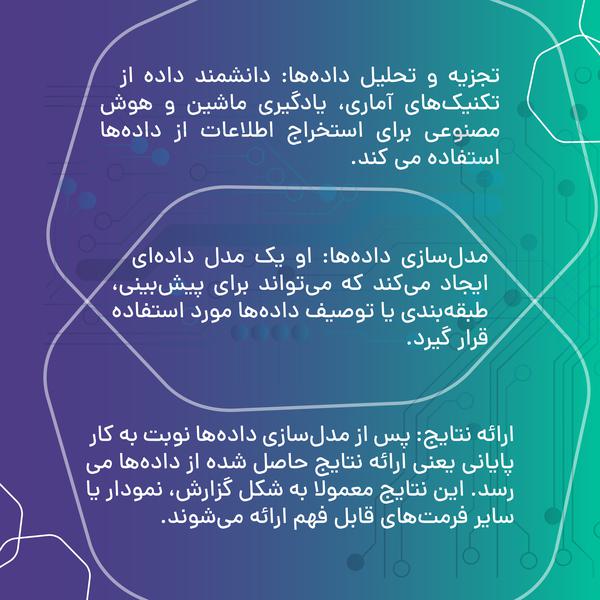 تجزیه و تحلیل داده‌ها: دانشمند داده از
تکنیک‌های آماری، یادگیری ماشین و هوش
مصنوعی برای استخراج اطلاعات از داده‌ها
استفاده می کند.
مدل‌سازی داده‌ها: او یک مدل داده‌ای
ایجاد می‌کند که می‌تواند برای پیش‌بینی،
طبقه‌بندی یا توصیف داده‌ها مورد استفاده
قرار گیرد.
ارائه نتایج: پس از مدل‌سازی داده‌ها نوبت به کار
پایانی یعنی ارائه نتایج حاصل شده از داده‌ها می
رسد. این نتایج معمولا به شکل گزارش، نمودار یا
سایر فرمت‌های قابل فهم ارائه می‌شوند.